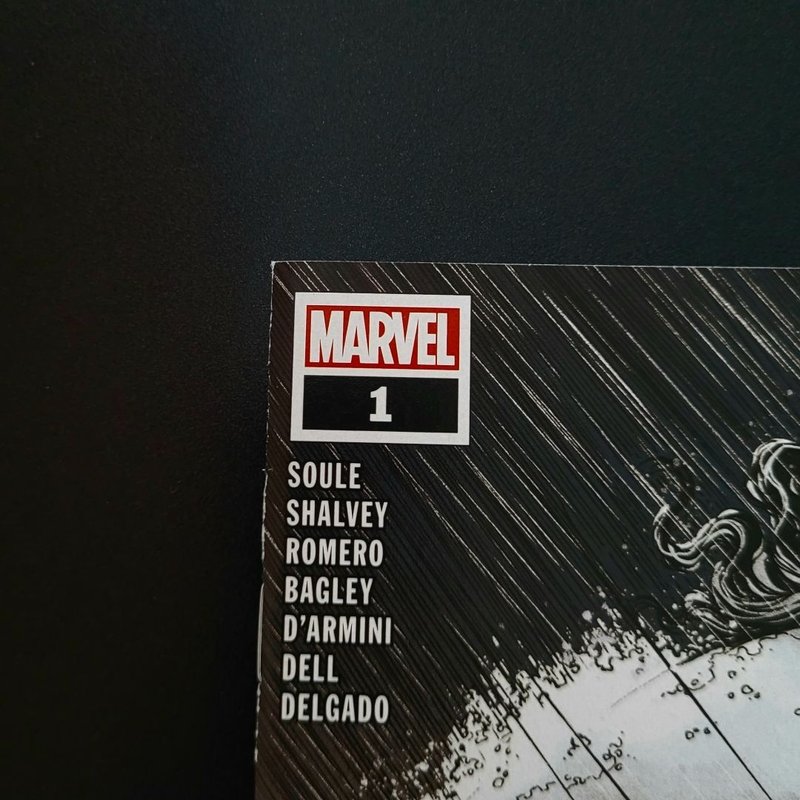 MARVEL
1
SOULE
SHALVEY
ROMERO
BAGLEY
D'ARMINI
DELL
DELGADO